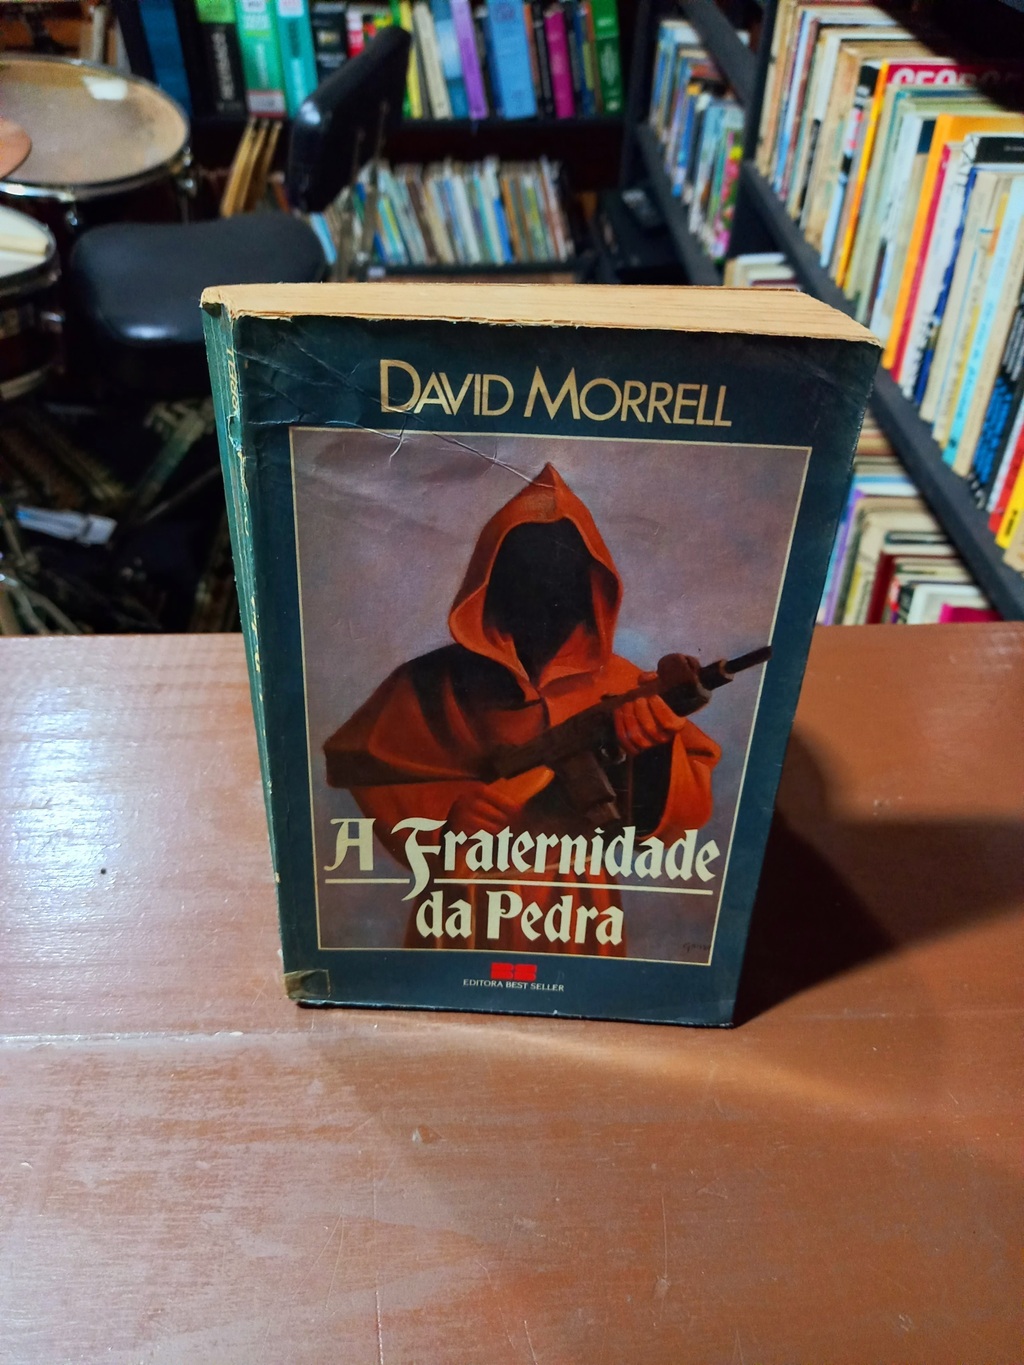 DAVID MORRELL
A Fraternidade
da Pedra
EDITORA BEST SELLER